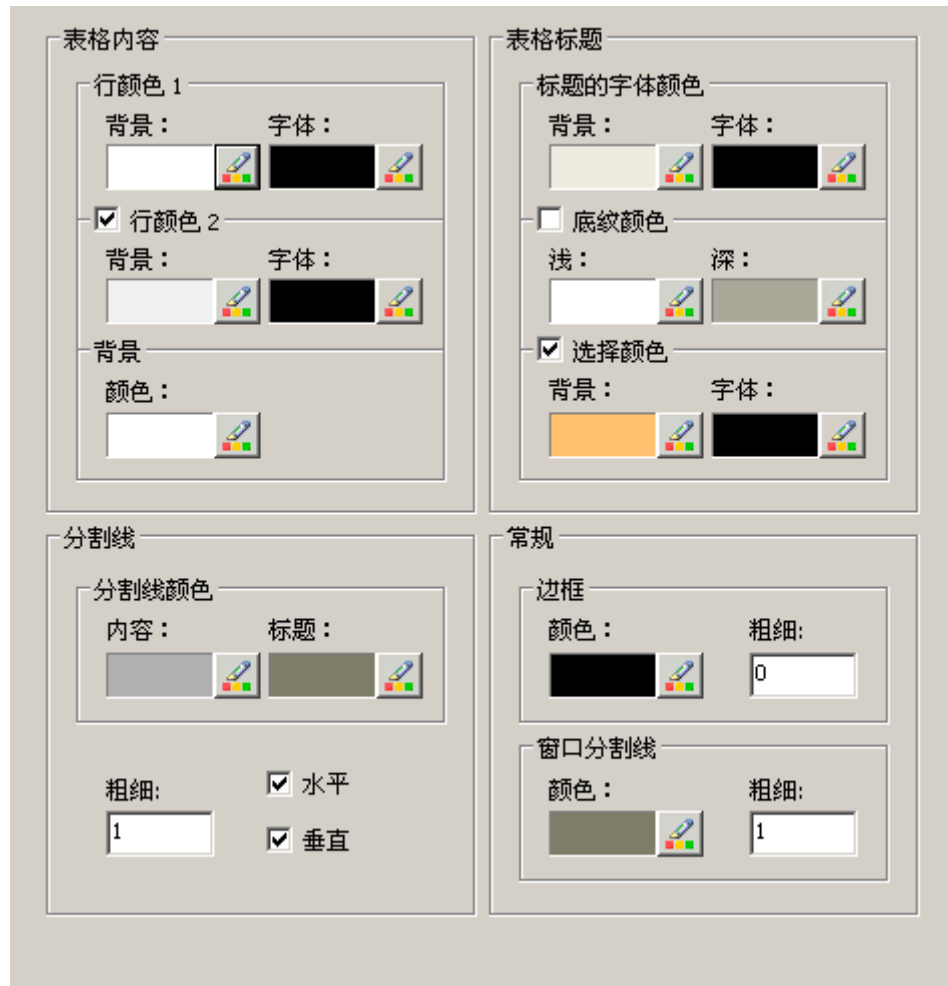 表格内容
行颜色 1
背景： 字体：
行颜色 2
背景： 字体：
背景
颜色：
表格标题
标题的字体颜色
背景： 字体：
底纹颜色
浅： 深：
选择颜色
背景： 字体：
分割线
分割线颜色
内容： 标题：
粗细:
1
水平
垂直
常规
边框
颜色： 粗细:
0
窗口分割线
颜色： 粗细:
1